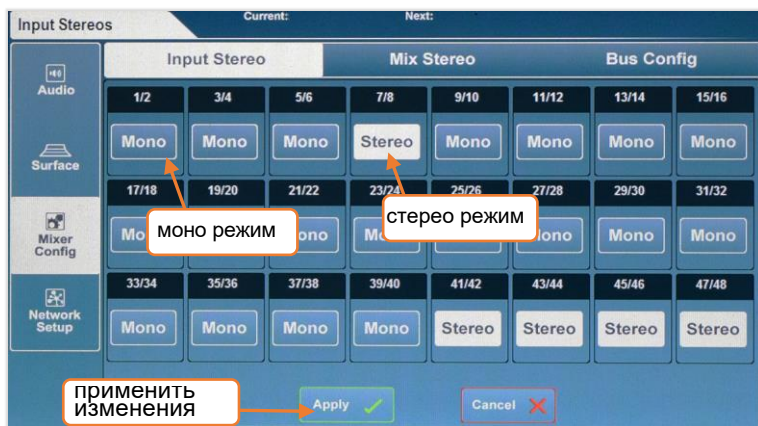 Input Stereos
Current:
Next:
Input Stereo
Mix Stereo
Bus Config
Audio
Surface
Mixer
Config
Network
Setup
1/2 3/4 5/6 7/8 9/10 11/12 13/14 15/16
Mono Mono Mono Stereo Mono Mono Mono Mono
17/18 19/20 21/22 23/24 25/26 27/28 29/30 31/32
Mono Mono
моно режим
стерео режим
33/34 35/36 37/38 39/40 41/42 43/44 45/46 47/48
Mono Mono Mono Mono Stereo Stereo Stereo Stereo
применить
изменения
Apply
Cancel